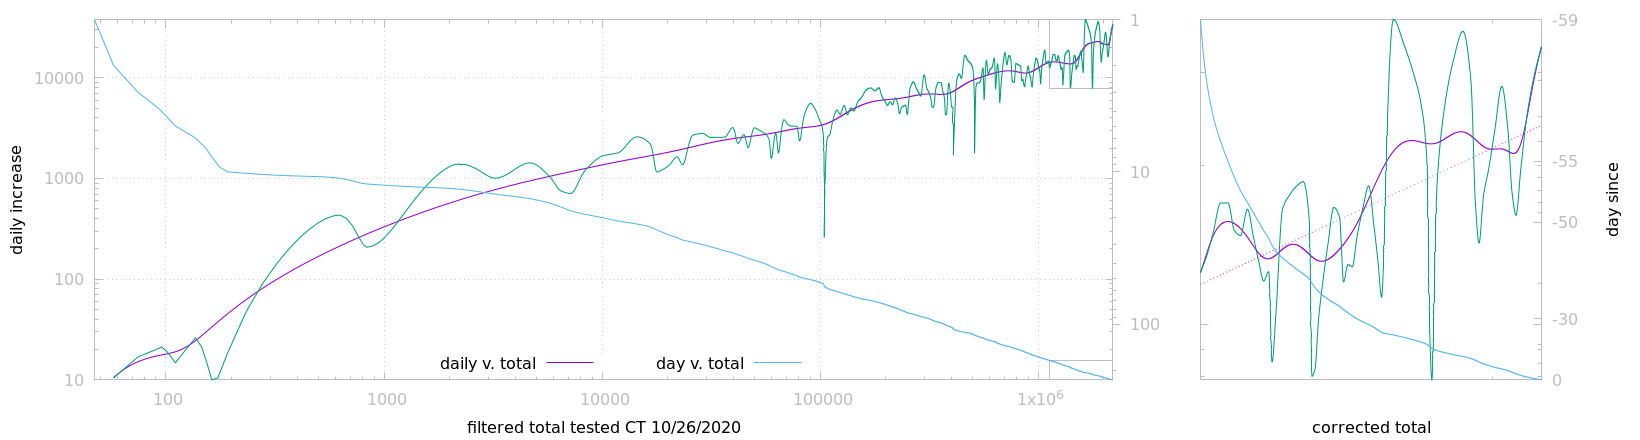 daily increase
10000
1000
100
10
100
1000
10000
100000
1x10^6
1
10
100
daily v. total
day v. total
filtered total tested CT 10/26/2020
-59
-55
-50
-30
0
day since
corrected total